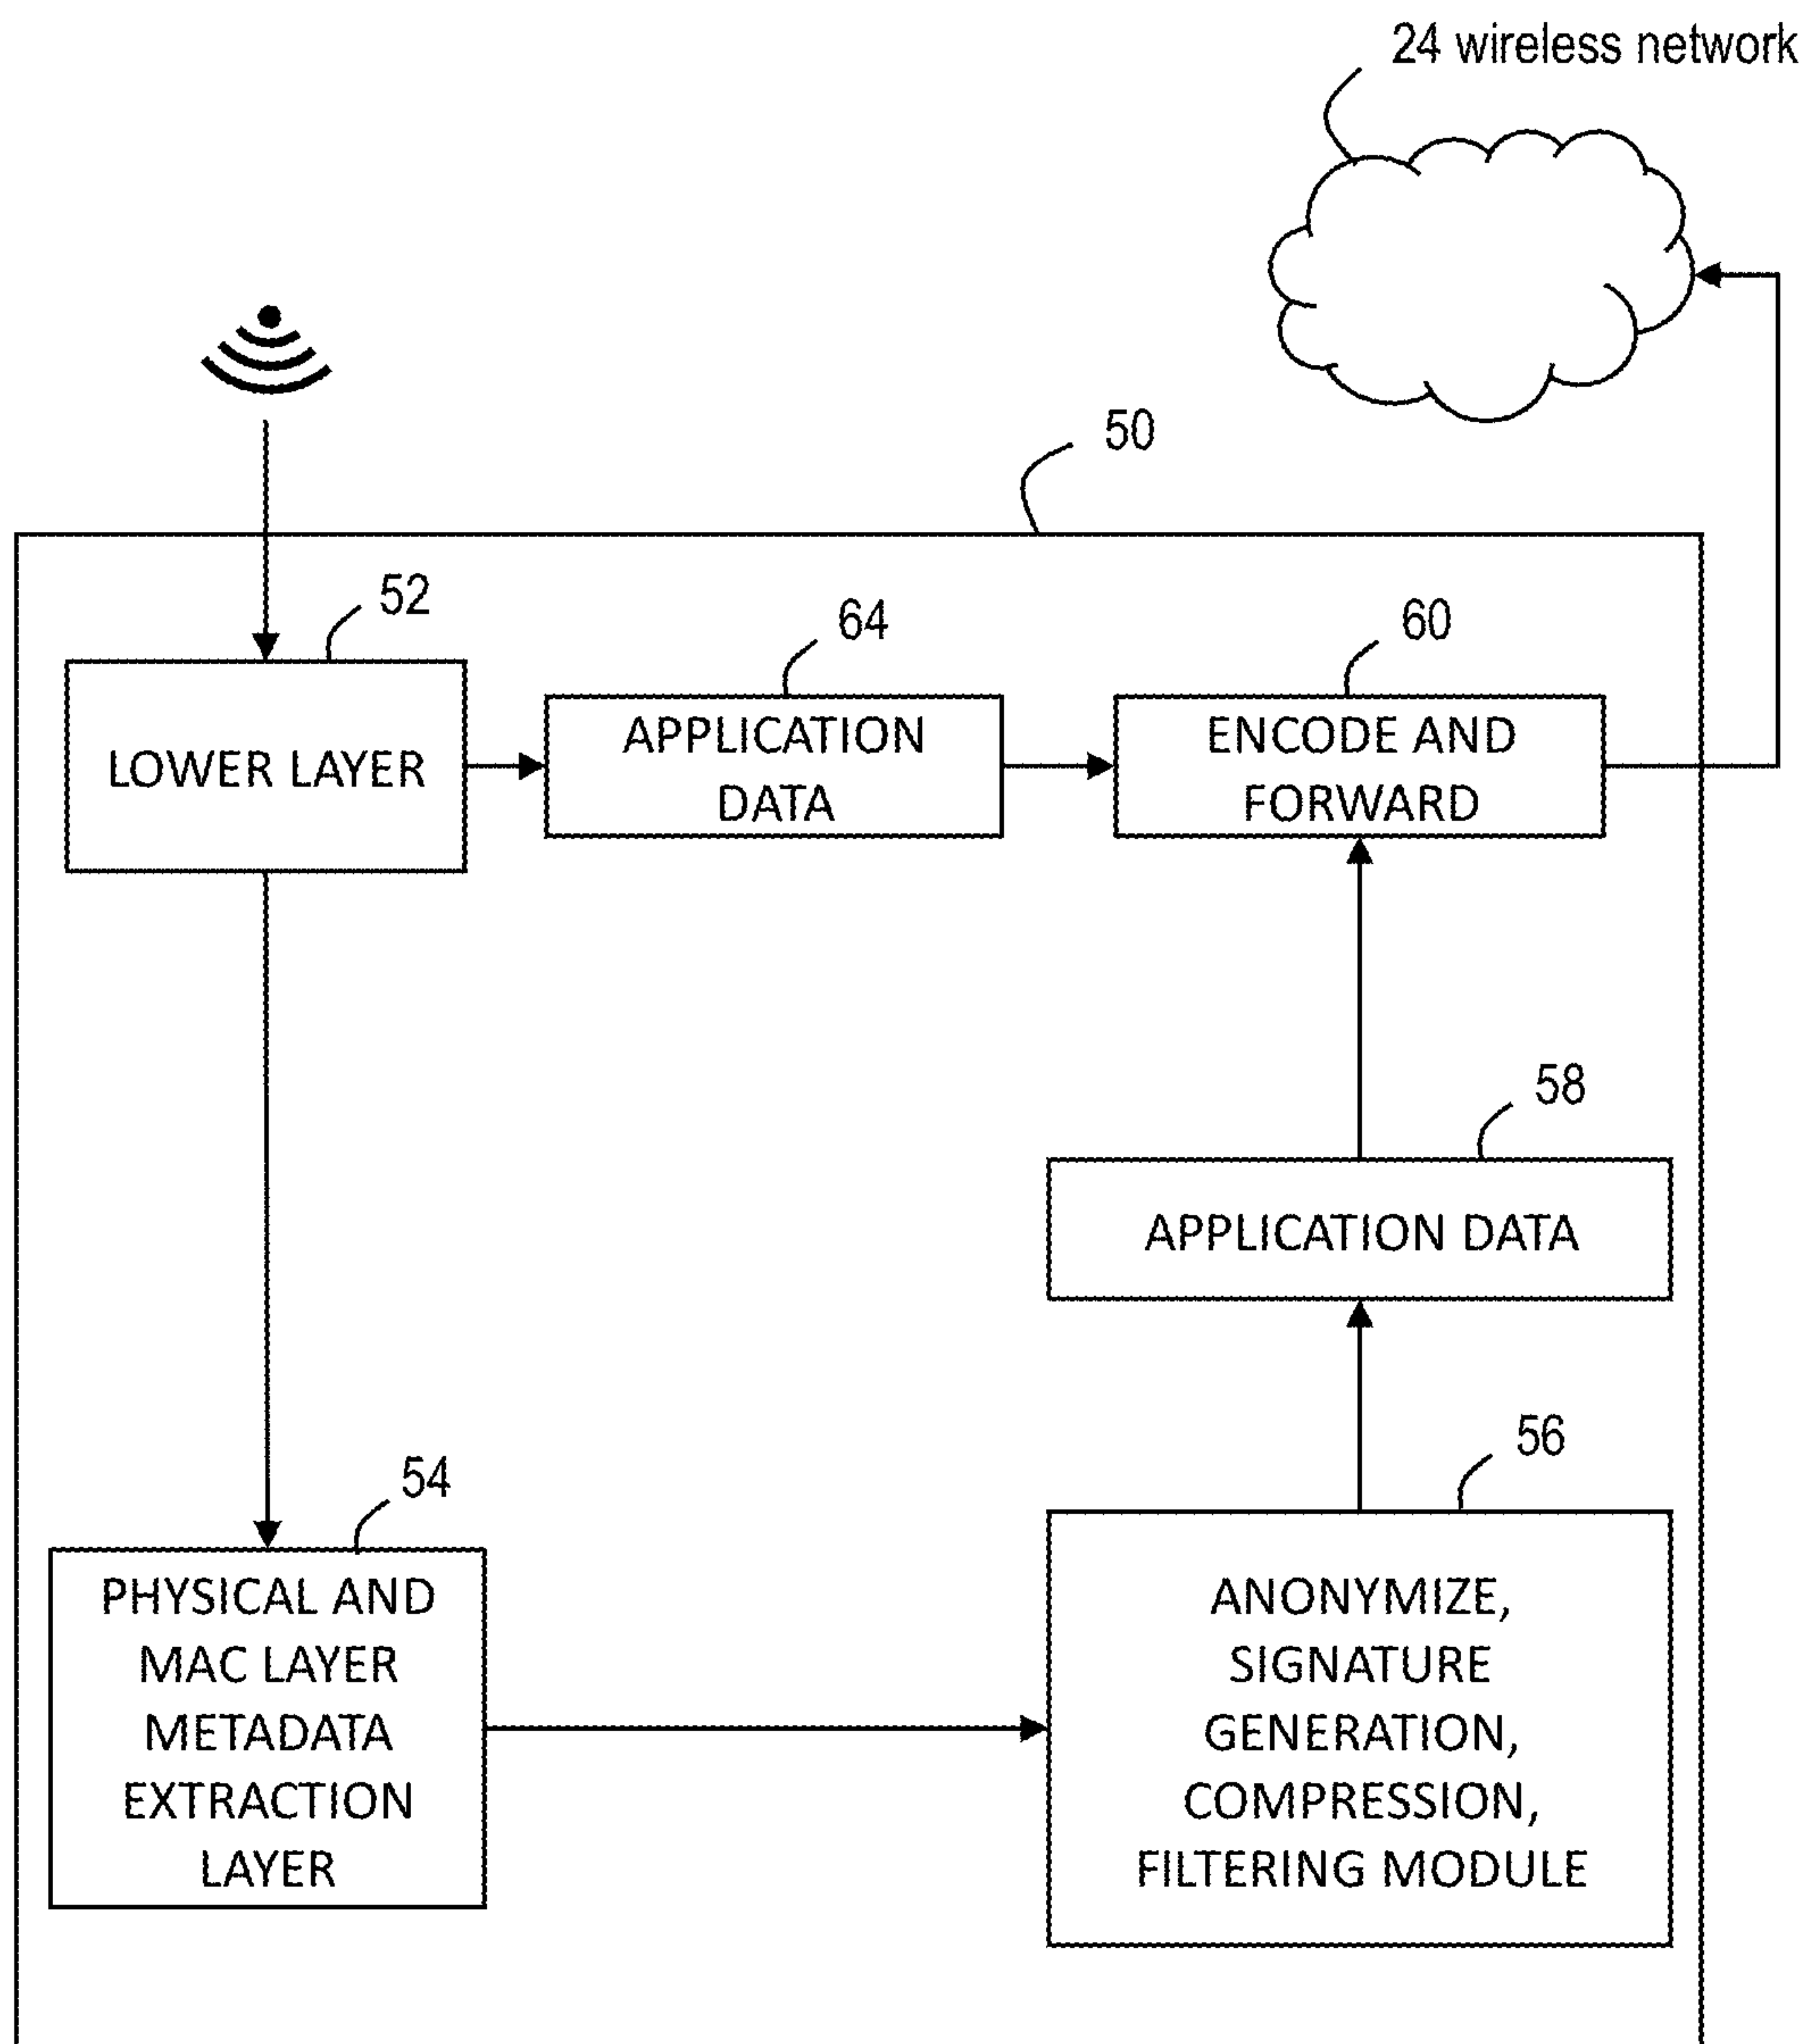 24 wireless network
50
52
64
60
LOWER LAYER
APPLICATION
DATA
ENCODE AND
FORWARD
58
APPLICATION DATA
54
56
PHYSICAL AND
MAC LAYER
METADATA
EXTRACTION
LAYER
ANONYMIZE,
SIGNATURE
GENERATION,
COMPRESSION,
FILTERING MODULE